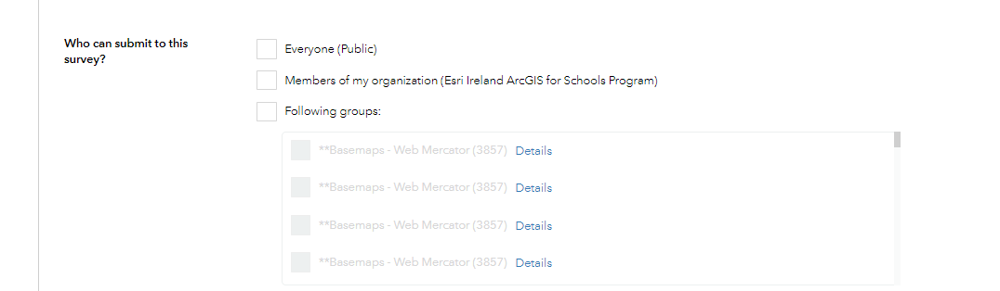 Who can submit to this
survey?
Everyone (Public)
Members of my organization (Esri Ireland ArcGIS for Schools Program)
Following groups:
**Basemaps - Web Mercator (3857) Details
**Basemaps - Web Mercator (3857) Details
**Basemaps - Web Mercator (3857) Details
**Basemaps - Web Mercator (3857) Details